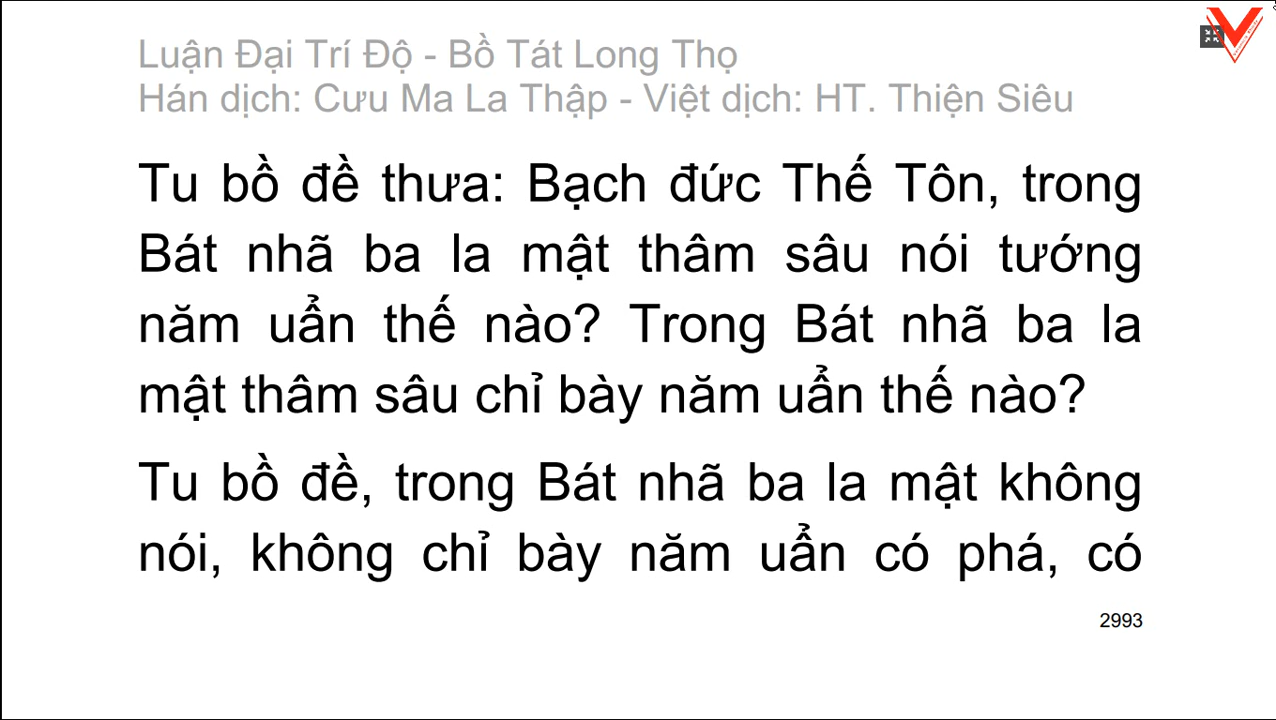 Luận Đại Trí Độ - Bồ Tát Long Thọ
Hán dịch: Cưu Ma La Thập - Việt dịch: HT. Thiện Siêu
Tu bồ đề thưa: Bạch đức Thế Tôn, trong
Bát nhã ba la mật thâm sâu nói tướng
năm uẩn thế nào? Trong Bát nhã ba la
mật thâm sâu chỉ bày năm uẩn thế nào?
Tu bồ đề, trong Bát nhã ba la mật không
nói, không chỉ bày năm uẩn có phá, có
2993